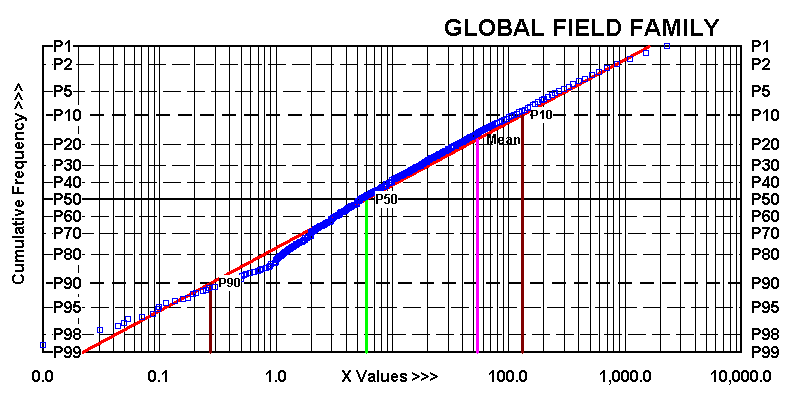 GLOBAL FIELD FAMILY
P1 P1
P2 P2
P5 P5
P10 P10 P10
P20 Mean P20
P30 P30
P40 P40
P50 P50 P50
P60 P60
P70 P70
P80 P80
P90 P90 P90
P95 P95
P98 P98
P99 P99
Cumulative Frequency >>>
0.0 0.1 1.0 X Values >>> 100.0 1,000.0 10,000.0